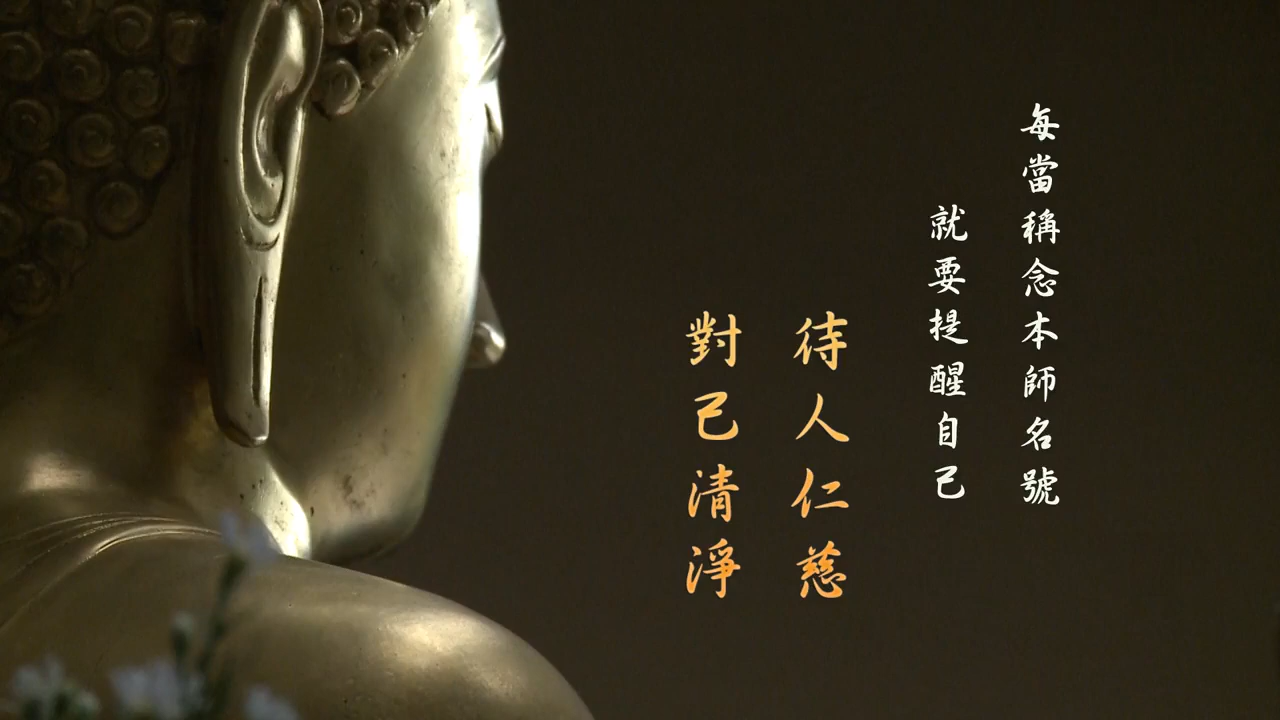 每當稱念本師名號
就要提醒自己
待人仁慈
對己清淨